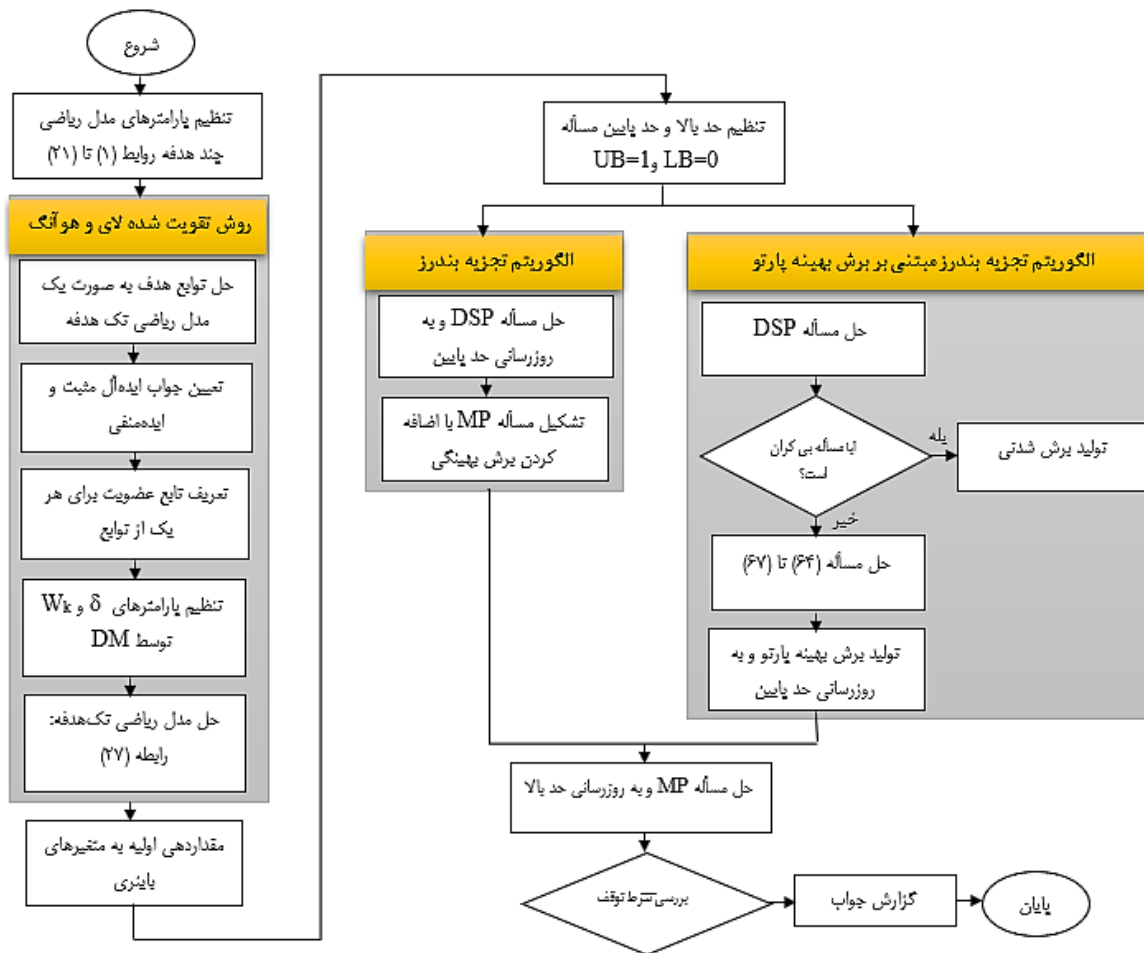 شروع
تنظیم پارامترهای مدل ریاضی
چند هدفه روابط (۱) تا (۲۱)
روش تقویت شده لای و هوآنگ
حل توابع هدف به صورت یک
مدل ریاضی تک هدفه
تعیین جواب ایده‌آل مثبت و
ایده‌منفی
تعریف تابع عضویت برای هر
یک از توابع
تنظیم پارامترهای δ و Wk
توسط DM
حل مدل ریاضی تک‌هدفه:
رابطه (۲۷)
مقداردهی اولیه به متغیرهای
باینری
تنظیم حد بالا و حد پایین مسأله
UB=1 و LB=0
الگوریتم تجزیه بندرز
حل مسأله DSP و به
روزرسانی حد پایین
تشکیل مسأله MP با اضافه
کردن برش بهینگی
الگوریتم تجزیه بندرز مبتنی بر برش بهینه پارتو
حل مسأله DSP
آیا مسأله بی کران
است؟
بله
تولید برش شدنی
خیر
حل مسأله (۶۴) تا (۶۷)
تولید برش بهینه پارتو و به
روزرسانی حد پایین
حل مسأله MP و به روزرسانی حد بالا
بررسی شرط توقف
گزارش جواب
پایان